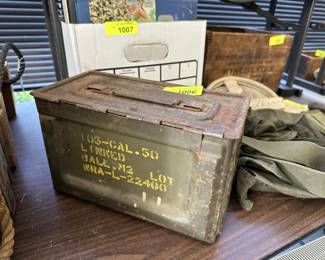 1007
1006
105-CAL.50
LINKED
BALL.M2 LOT
WRA-L-22400